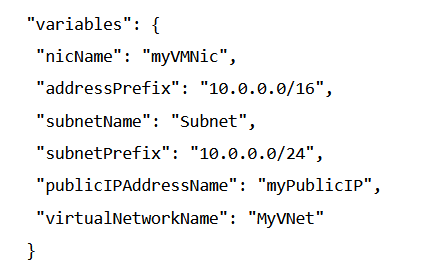 "variables": {
"nicName": "myVMNic",
"addressPrefix": "10.0.0.0/16",
"subnetName": "Subnet",
"subnetPrefix": "10.0.0.0/24",
"publicIPAddressName": "myPublicIP",
"virtualNetworkName": "MyVNet"
}